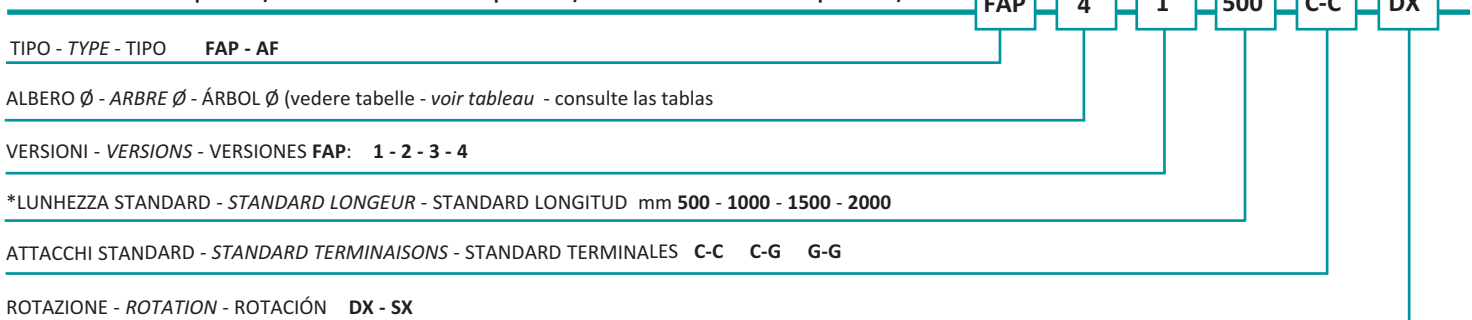 FAP 4 1 500 C-C DX
TIPO - TYPE - TIPO FAP - AF
ALBERO Ø - ARBRE Ø - ÁRBOL Ø (vedere tabelle - voir tableau - consulte las tablas
VERSIONI - VERSIONS - VERSIONES FAP: 1 - 2 - 3 - 4
*LUNHEZZA STANDARD - STANDARD LONGEUR - STANDARD LONGITUD mm 500 - 1000 - 1500 - 2000
ATTACCHI STANDARD - STANDARD TERMINAISONS - STANDARD TERMINALES C-C C-G G-G
ROTAZIONE - ROTATION - ROTACIÓN DX - SX